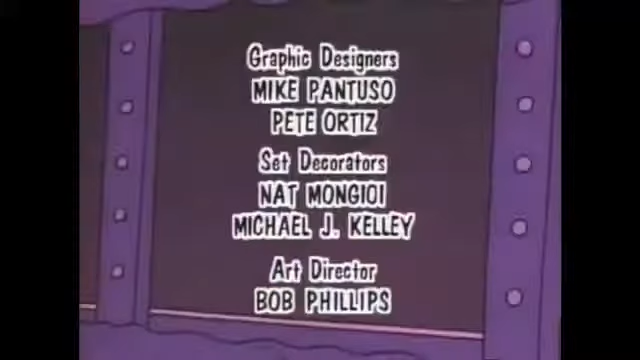 Graphic Designers
MIKE PANTUSO
PETE ORTIZ
Set Decorators
NAT MONGIOI
MICHAEL J. KELLEY
Art Director
BOB PHILLIPS